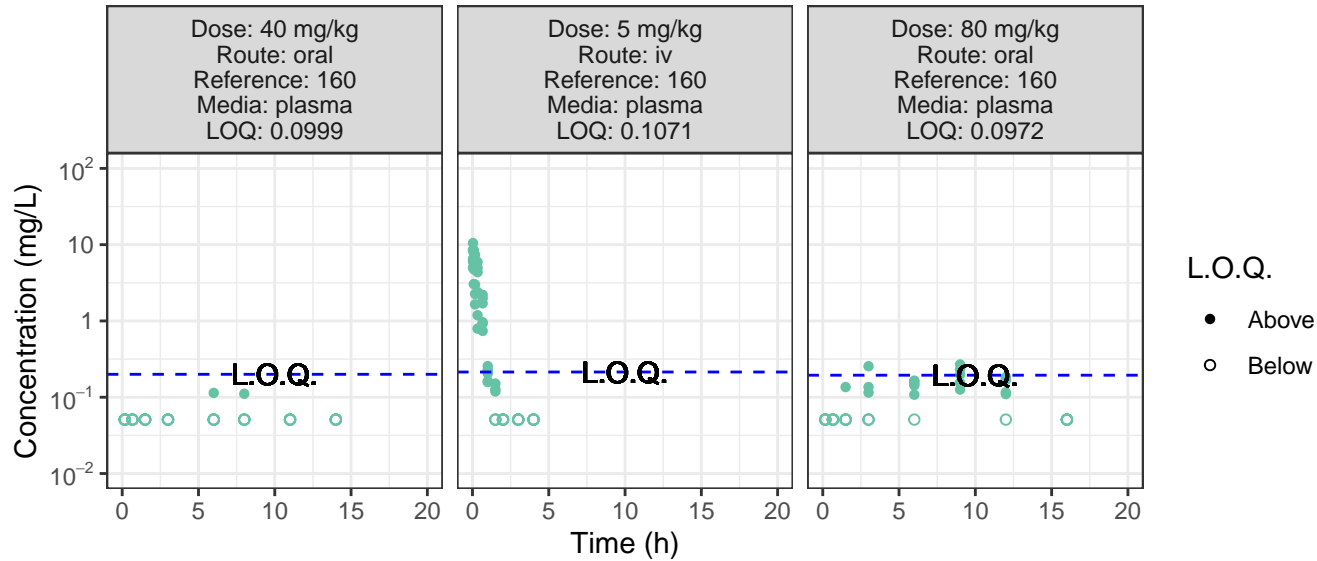 Dose: 40 mg/kg
Route: oral
Reference: 160
Media: plasma
LOQ: 0.0999
Dose: 5 mg/kg
Route: iv
Reference: 160
Media: plasma
LOQ: 0.1071
Dose: 80 mg/kg
Route: oral
Reference: 160
Media: plasma
LOQ: 0.0972
Concentration (mg/L)
10²
10
1
10⁻¹
10⁻²
L.O.Q.
L.O.Q.
L.O.Q.
0 5 10 15 20
0 5 10 15 20
0 5 10 15 20
Time (h)
L.O.Q.
Above
Below